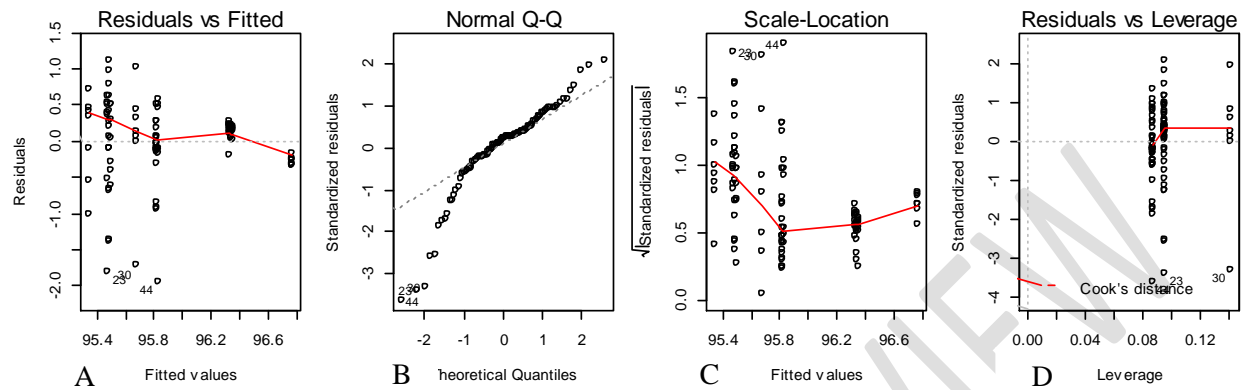 Residuals vs Fitted
Residuals
1.5
1.0
0.5
0.0
-1.0
-2.0
23
30
44
95.4 95.8 96.2 96.6
A Fitted values
Normal Q-Q
Standardized residuals
2
1
0
-1
-3
44
-2 -1 0 1 2
B heoretical Quantiles
Scale-Location
√|Standardized residuals|
1.5
1.0
0.5
0.0
23
30
44
95.4 95.8 96.2 96.6
C Fitted values
Residuals vs Leverage
Standardized residuals
2
1
0
-1
-2
-3
-4
23
44
30
Cook's distance
0.00 0.04 0.08 0.12
D Leverage
VIEW